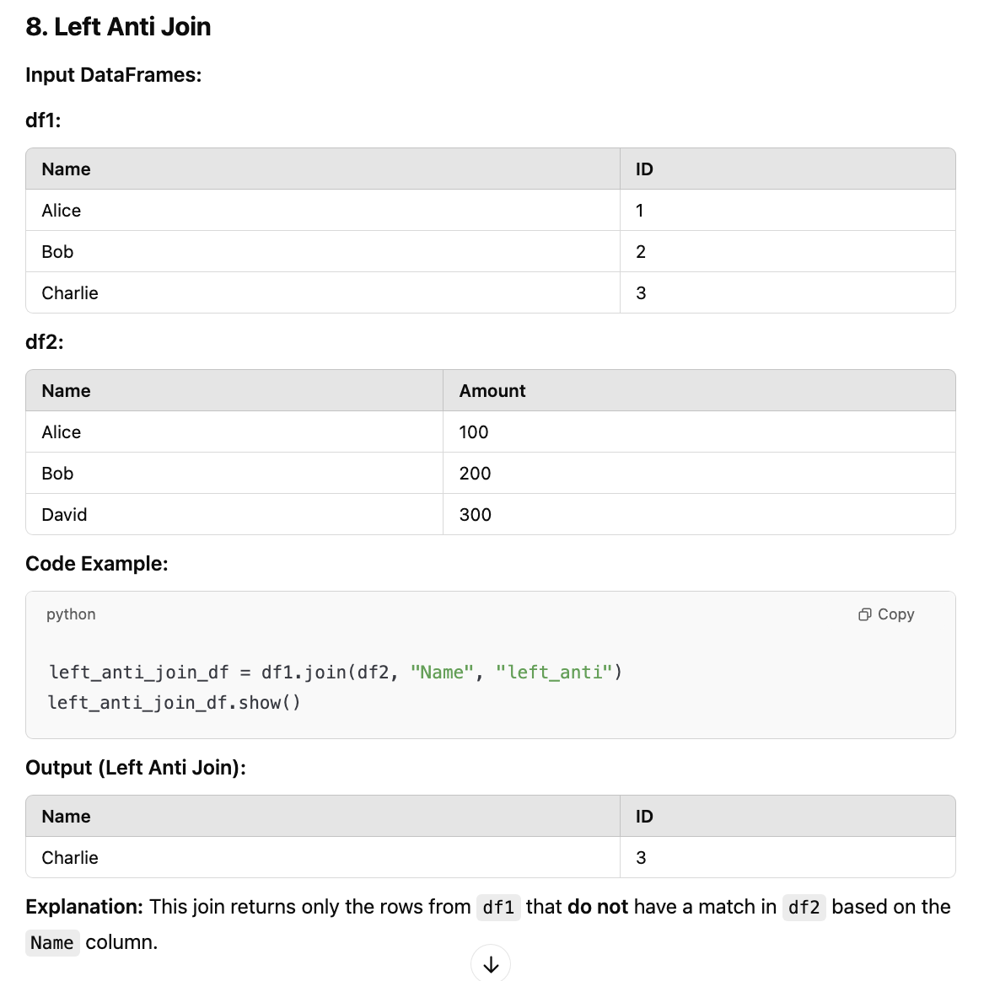 8. Left Anti Join
Input DataFrames:
df1:
Name ID
Alice 1
Bob 2
Charlie 3
df2:
Name Amount
Alice 100
Bob 200
David 300
Code Example:
python Copy
left_anti_join_df = df1.join(df2, "Name", "left_anti")
left_anti_join_df.show()
Output (Left Anti Join):
Name ID
Charlie 3
Explanation: This join returns only the rows from df1 that do not have a match in df2 based on the
Name column.